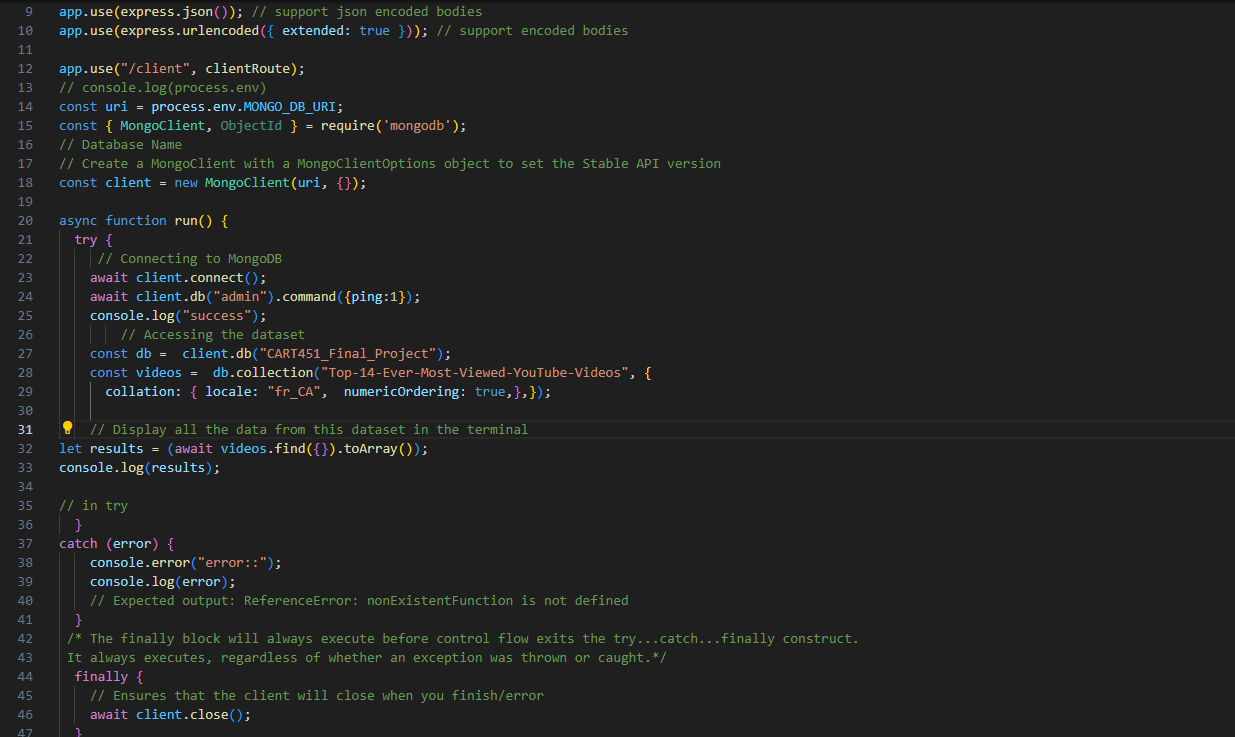 9 app.use(express.json()); // support json encoded bodies
10 app.use(express.urlencoded({ extended: true })); // support encoded bodies
11
12 app.use("/client", clientRoute);
13 // console.log(process.env)
14 const uri = process.env.MONGO_DB_URI;
15 const { MongoClient, ObjectId } = require('mongodb');
16 // Database Name
17 // Create a MongoClient with a MongoClientOptions object to set the Stable API version
18 const client = new MongoClient(uri, {});
19
20 async function run() {
21 try {
22 // Connecting to MongoDB
23 await client.connect();
24 await client.db("admin").command({ping:1});
25 console.log("success");
26 // Accessing the dataset
27 const db =  client.db("CART451_Final_Project");
28 const videos =  db.collection("Top-14-Ever-Most-Viewed-YouTube-Videos", {
29 collation: { locale: "fr_CA",  numericOrdering: true,},});
30
31 // Display all the data from this dataset in the terminal
32 let results = (await videos.find({}).toArray());
33 console.log(results);
34
35 // in try
36 }
37 catch (error) {
38 console.error("error::");
39 console.log(error);
40 // Expected output: ReferenceError: nonExistentFunction is not defined
41 }
42 /* The finally block will always execute before control flow exits the try...catch...finally construct.
43 It always executes, regardless of whether an exception was thrown or caught.*/
44 finally {
45 // Ensures that the client will close when you finish/error
46 await client.close();
47 }